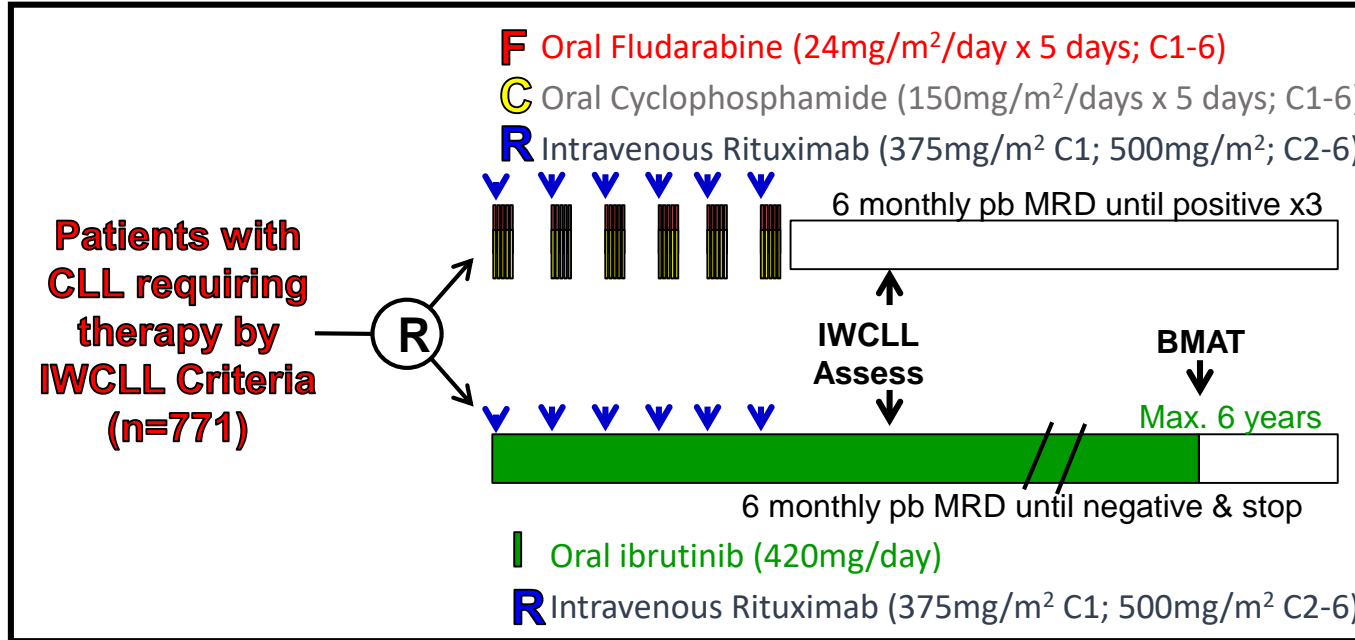 F Oral Fludarabine (24mg/m²/day x 5 days; C1-6)
C Oral Cyclophosphamide (150mg/m²/days x 5 days; C1-6)
R Intravenous Rituximab (375mg/m² C1; 500mg/m²; C2-6)
6 monthly pb MRD until positive x3
Patients with
CLL requiring
therapy by
IWCLL Criteria
(n=771)
R
IWCLL
Assess
BMAT
Max. 6 years
6 monthly pb MRD until negative & stop
I Oral ibrutinib (420mg/day)
R Intravenous Rituximab (375mg/m² C1; 500mg/m² C2-6)